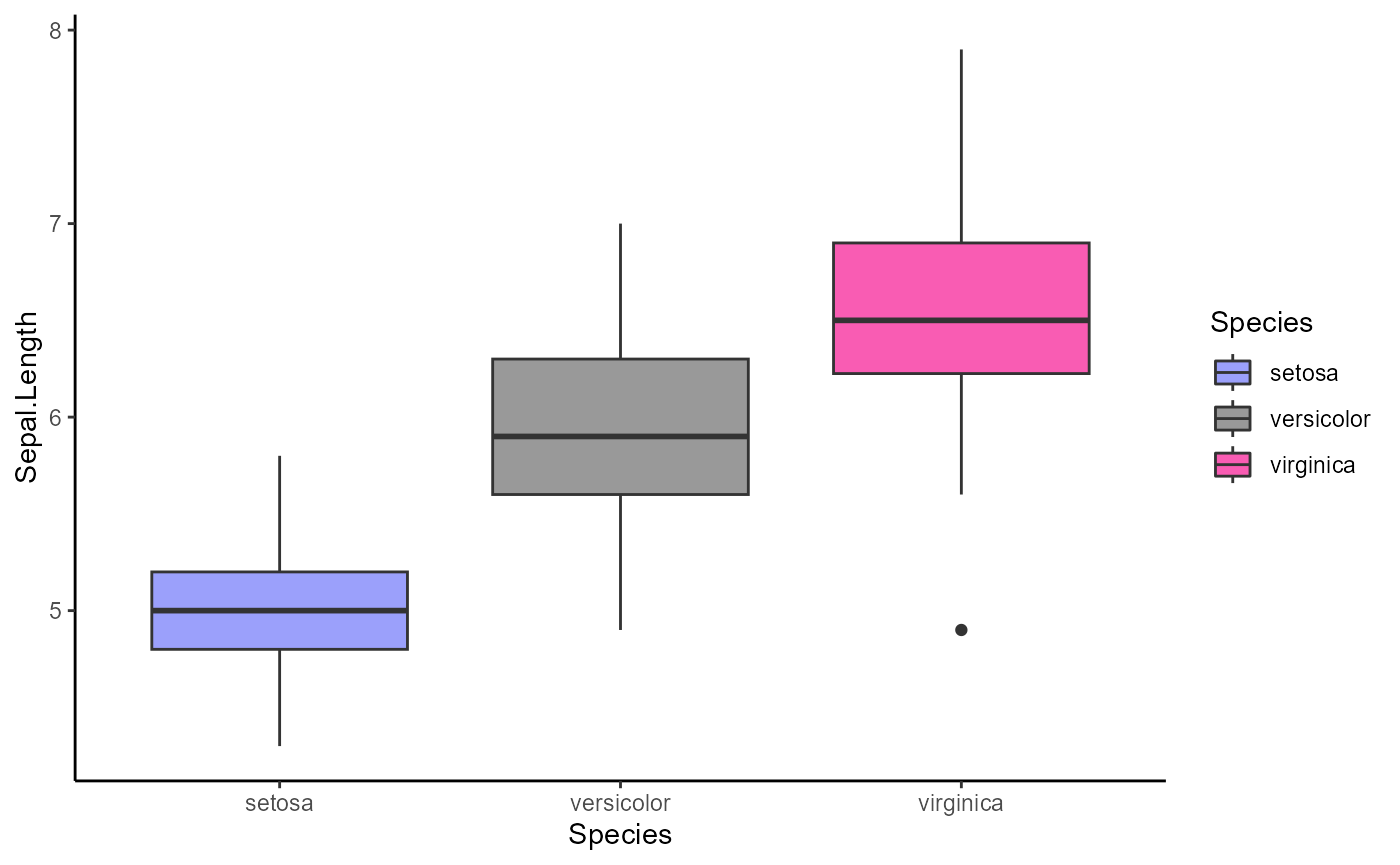 8
7
6
5
Sepal.Length
setosa
versicolor
virginica
Species
Species
setosa
versicolor
virginica